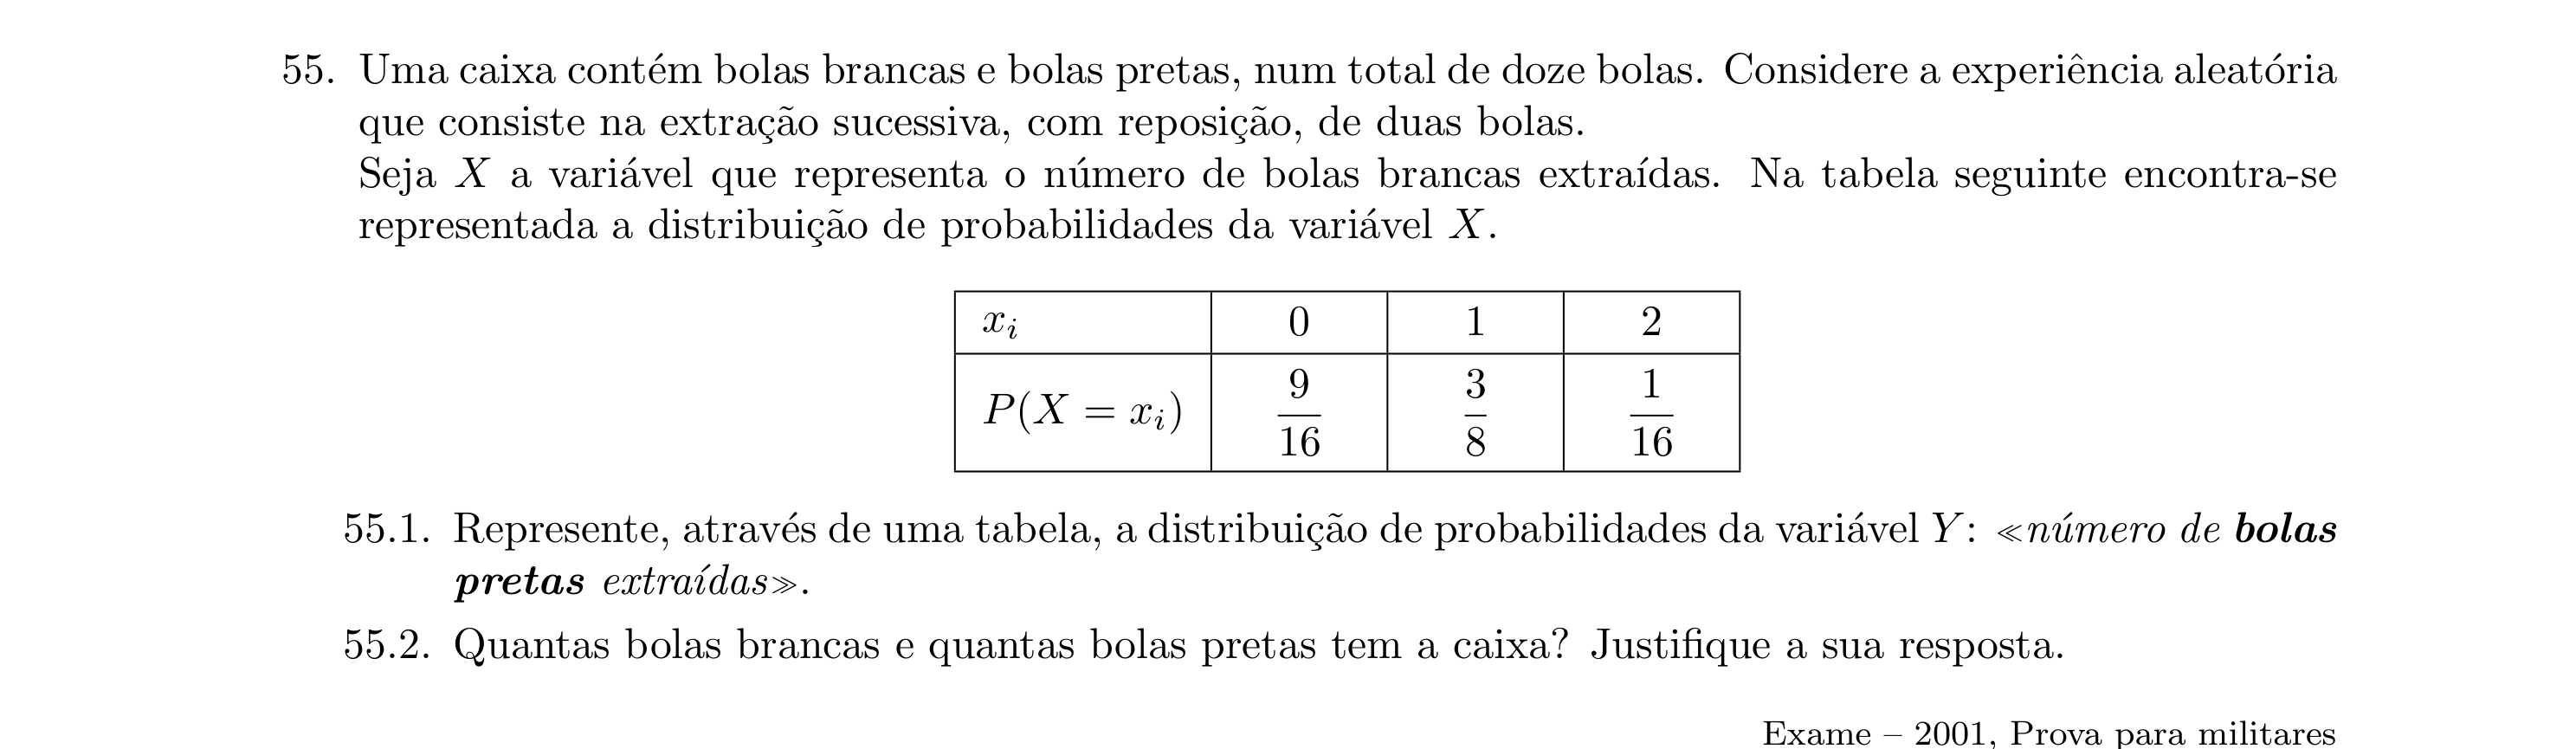 55. Uma caixa contém bolas brancas e bolas pretas, num total de doze bolas. Considere a experiência aleatória
que consiste na extração sucessiva, com reposição, de duas bolas.
Seja X a variável que representa o número de bolas brancas extraídas. Na tabela seguinte encontra-se
representada a distribuição de probabilidades da variável X.
x_i 0 1 2
P(X = x_i) 9/16 3/8 1/16
55.1. Represente, através de uma tabela, a distribuição de probabilidades da variável Y: ≪número de bolas
pretas extraídas≫.
55.2. Quantas bolas brancas e quantas bolas pretas tem a caixa? Justifique a sua resposta.
Exame – 2001, Prova para militares